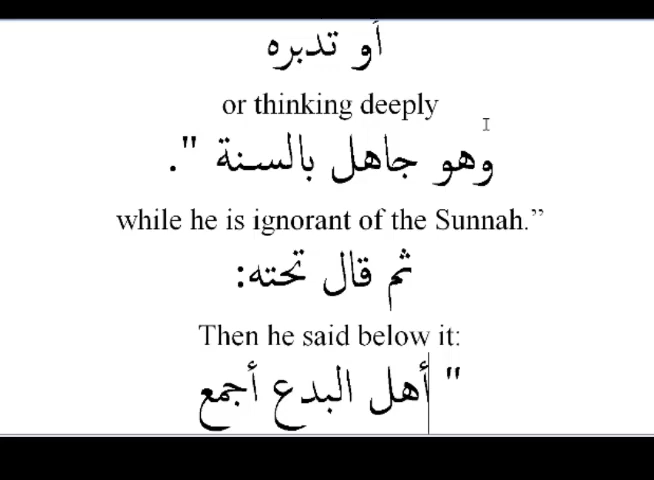 أو تدبره
or thinking deeply
وهو جاهل بالسنة ".
while he is ignorant of the Sunnah.”
ثم قال تحته:
Then he said below it:
" أهل البدع أجمع